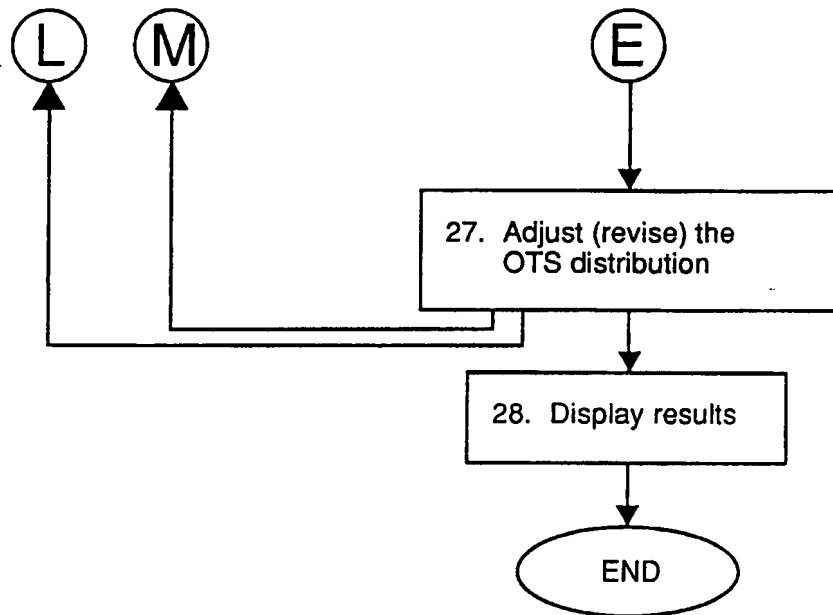 L
M
E
27. Adjust (revise) the
OTS distribution
28. Display results
END